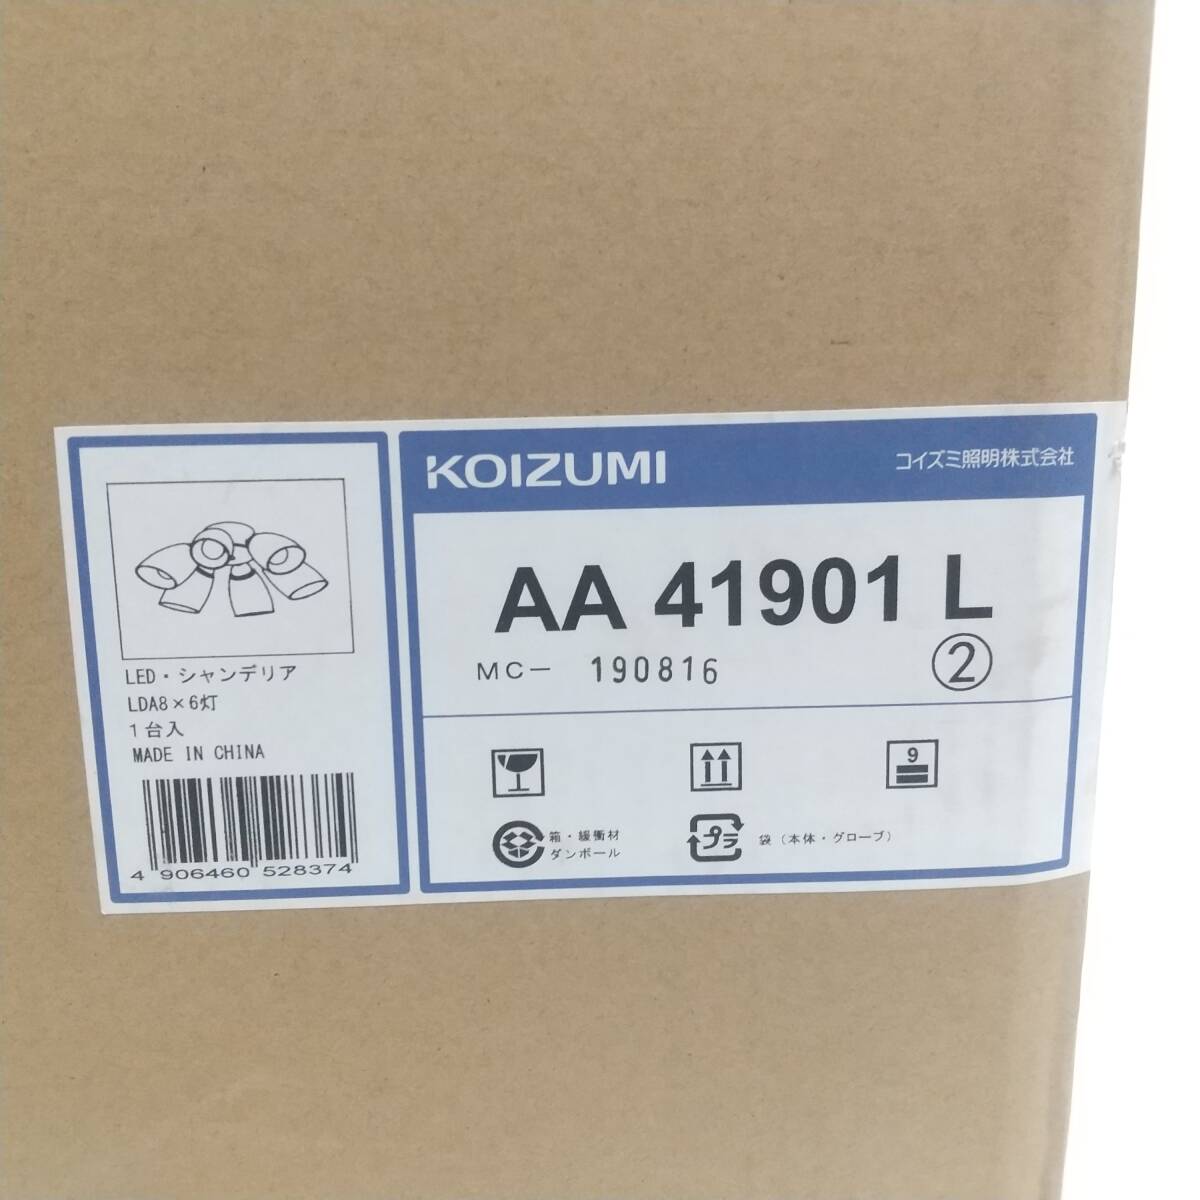 KOIZUMI
コイズミ照明株式会社
AA 41901 L
MC- 190816
②
LED・シャンデリア
LDA8×6灯
1台入
MADE IN CHINA
4 906460 528374
9
箱・緩衝材
ダンボール
プラ
袋(本体・グローブ)